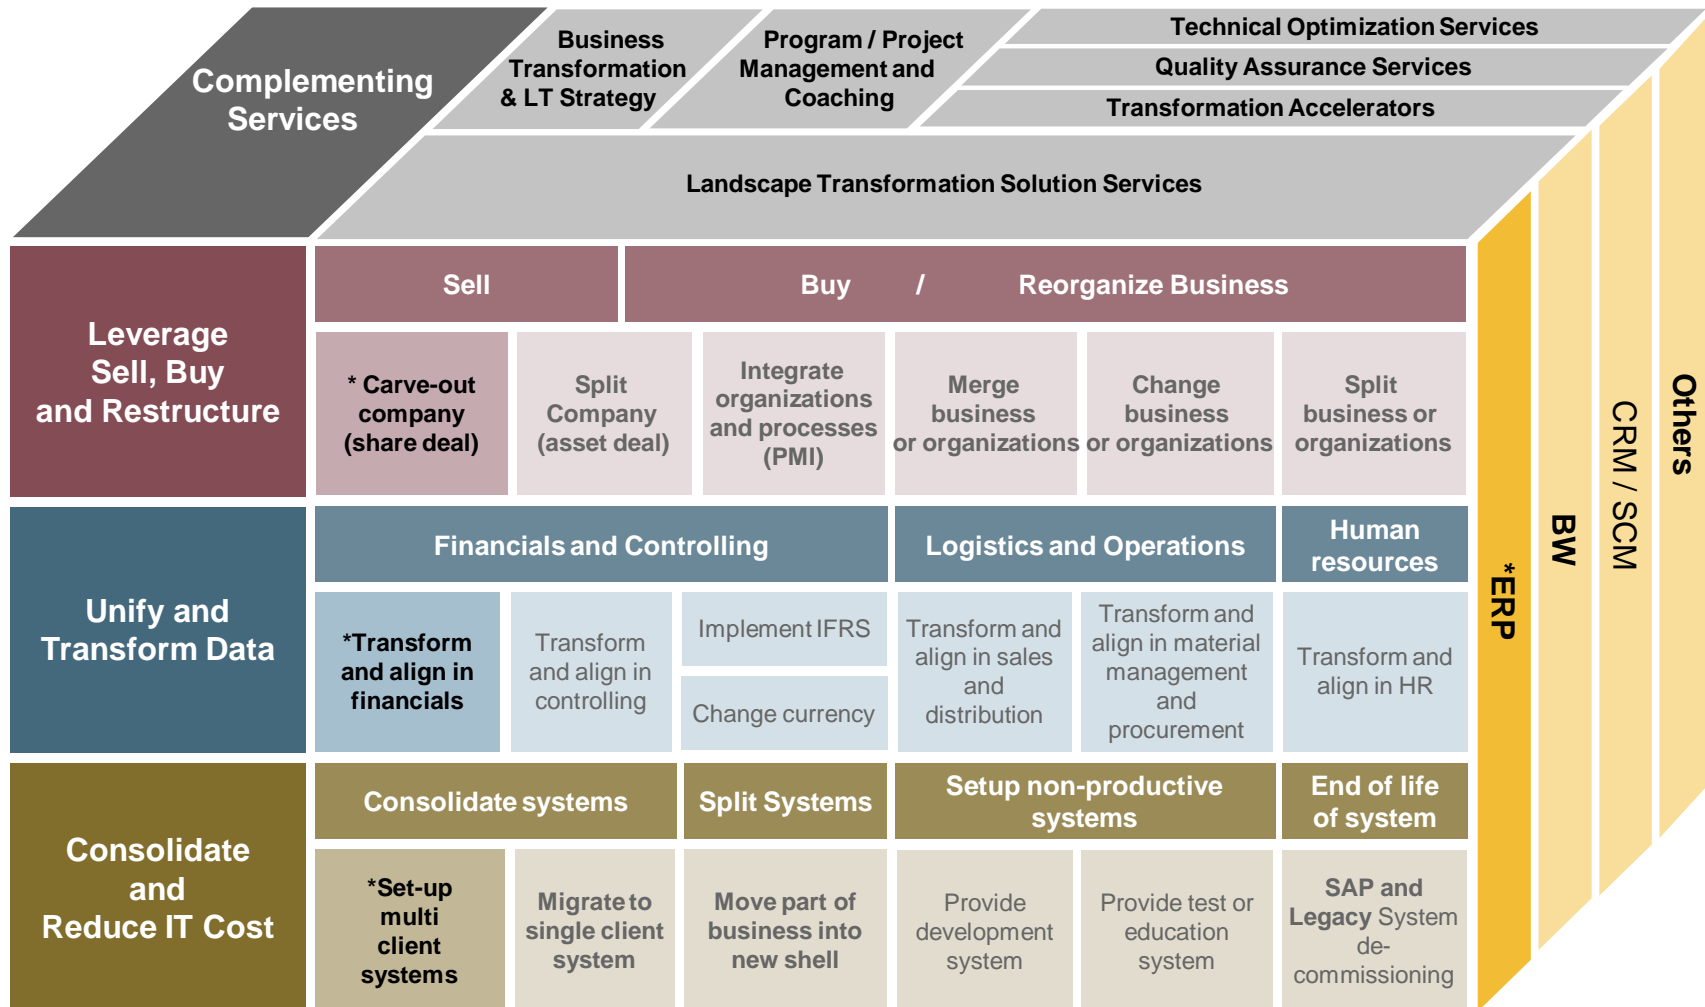 Complementing
Services
Business
Transformation
& LT Strategy
Program / Project
Management and
Coaching
Technical Optimization Services
Quality Assurance Services
Transformation Accelerators
Landscape Transformation Solution Services
Leverage
Sell, Buy
and Restructure
Sell
Buy / Reorganize Business
* Carve-out
company
(share deal)
Split
Company
(asset deal)
Integrate
organizations
and processes
(PMI)
Merge
business
or organizations
Change
business
or organizations
Split
business or
organizations
Unify and
Transform Data
Financials and Controlling
Logistics and Operations
Human
resources
*Transform
and align in
financials
Transform
and align in
controlling
Implement IFRS
Change currency
Transform and
align in sales
and
distribution
Transform and
align in material
management
and
procurement
Transform and
align in HR
Consolidate
and
Reduce IT Cost
Consolidate systems
Split Systems
Setup non-productive
systems
End of life
of system
*Set-up
multi
client
systems
Migrate to
single client
system
Move part of
business into
new shell
Provide
development
system
Provide test or
education
system
SAP and
Legacy System
de-
commissioning
*ERP
BW
CRM / SCM
Others